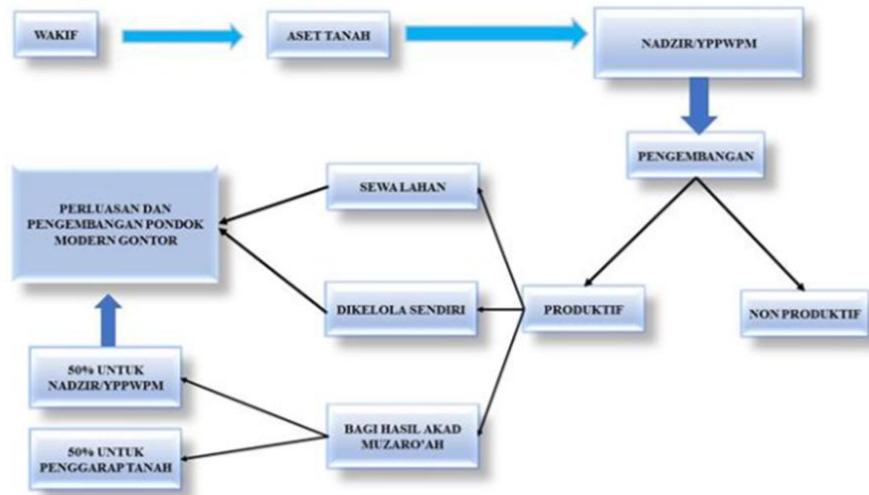 WAKIF
ASET TANAH
NADZIR/YPPWPM
PENGEMBANGAN
SEWA LAHAN
PERLUASAN DAN
PENGEMBANGAN PONDOK
MODERN GONTOR
DIKELOLA SENDIRI
PRODUKTIF
NON PRODUKTIF
50% UNTUK
NADZIR/YPPWPM
BAGI HASIL AKAD
MUZARO'AH
50% UNTUK
PENGGARAP TANAH